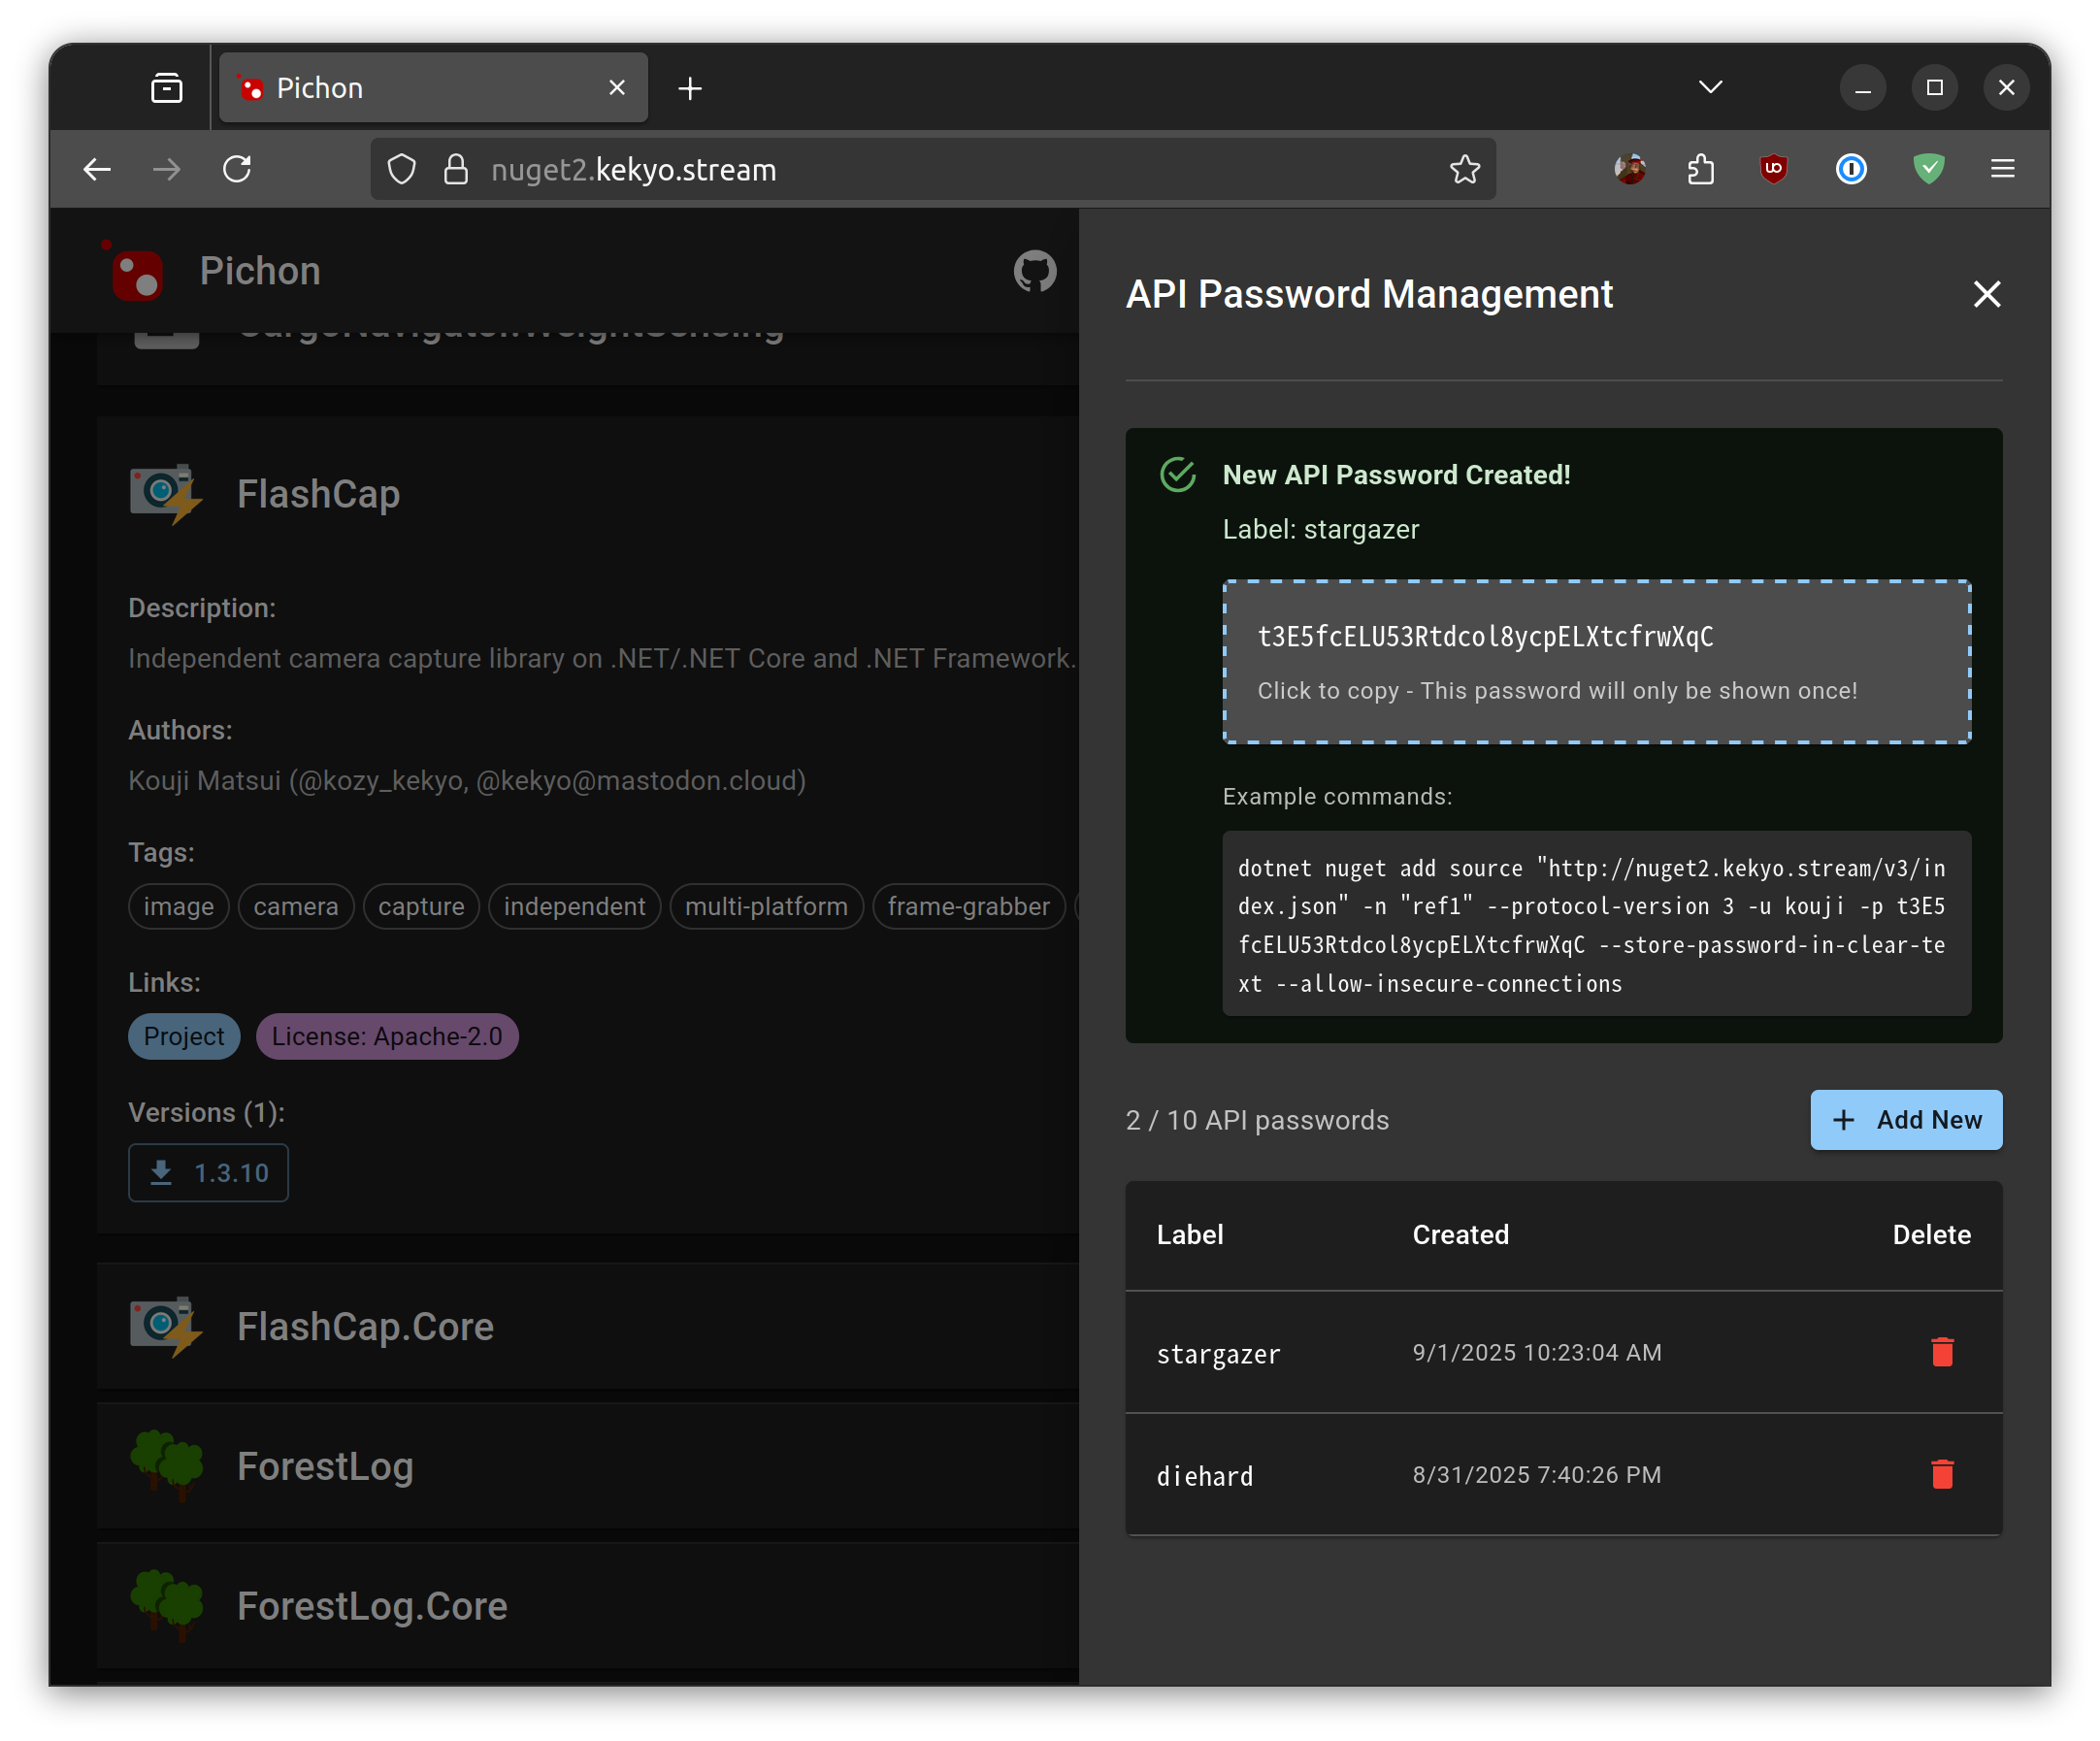 Pichon
nuget2.kekyo.stream
Pichon
FlashCap
Description:
Independent camera capture library on .NET/.NET Core and .NET Framework.
Authors:
Kouji Matsui (@kozy_kekyo, @kekyo@mastodon.cloud)
Tags:
image camera capture independent multi-platform frame-grabber
Links:
Project License: Apache-2.0
Versions (1):
1.3.10
FlashCap.Core
ForestLog
ForestLog.Core
API Password Management
New API Password Created!
Label: stargazer
t3E5fcELU53Rtdcol8ycpELXtcfrwXqC
Click to copy - This password will only be shown once!
Example commands:
dotnet nuget add source "http://nuget2.kekyo.stream/v3/in
dex.json" -n "ref1" --protocol-version 3 -u kouji -p t3E5
fcELU53Rtdcol8ycpELXtcfrwXqC --store-password-in-clear-te
xt --allow-insecure-connections
2 / 10 API passwords
Add New
Label Created Delete
stargazer 9/1/2025 10:23:04 AM
diehard 8/31/2025 7:40:26 PM